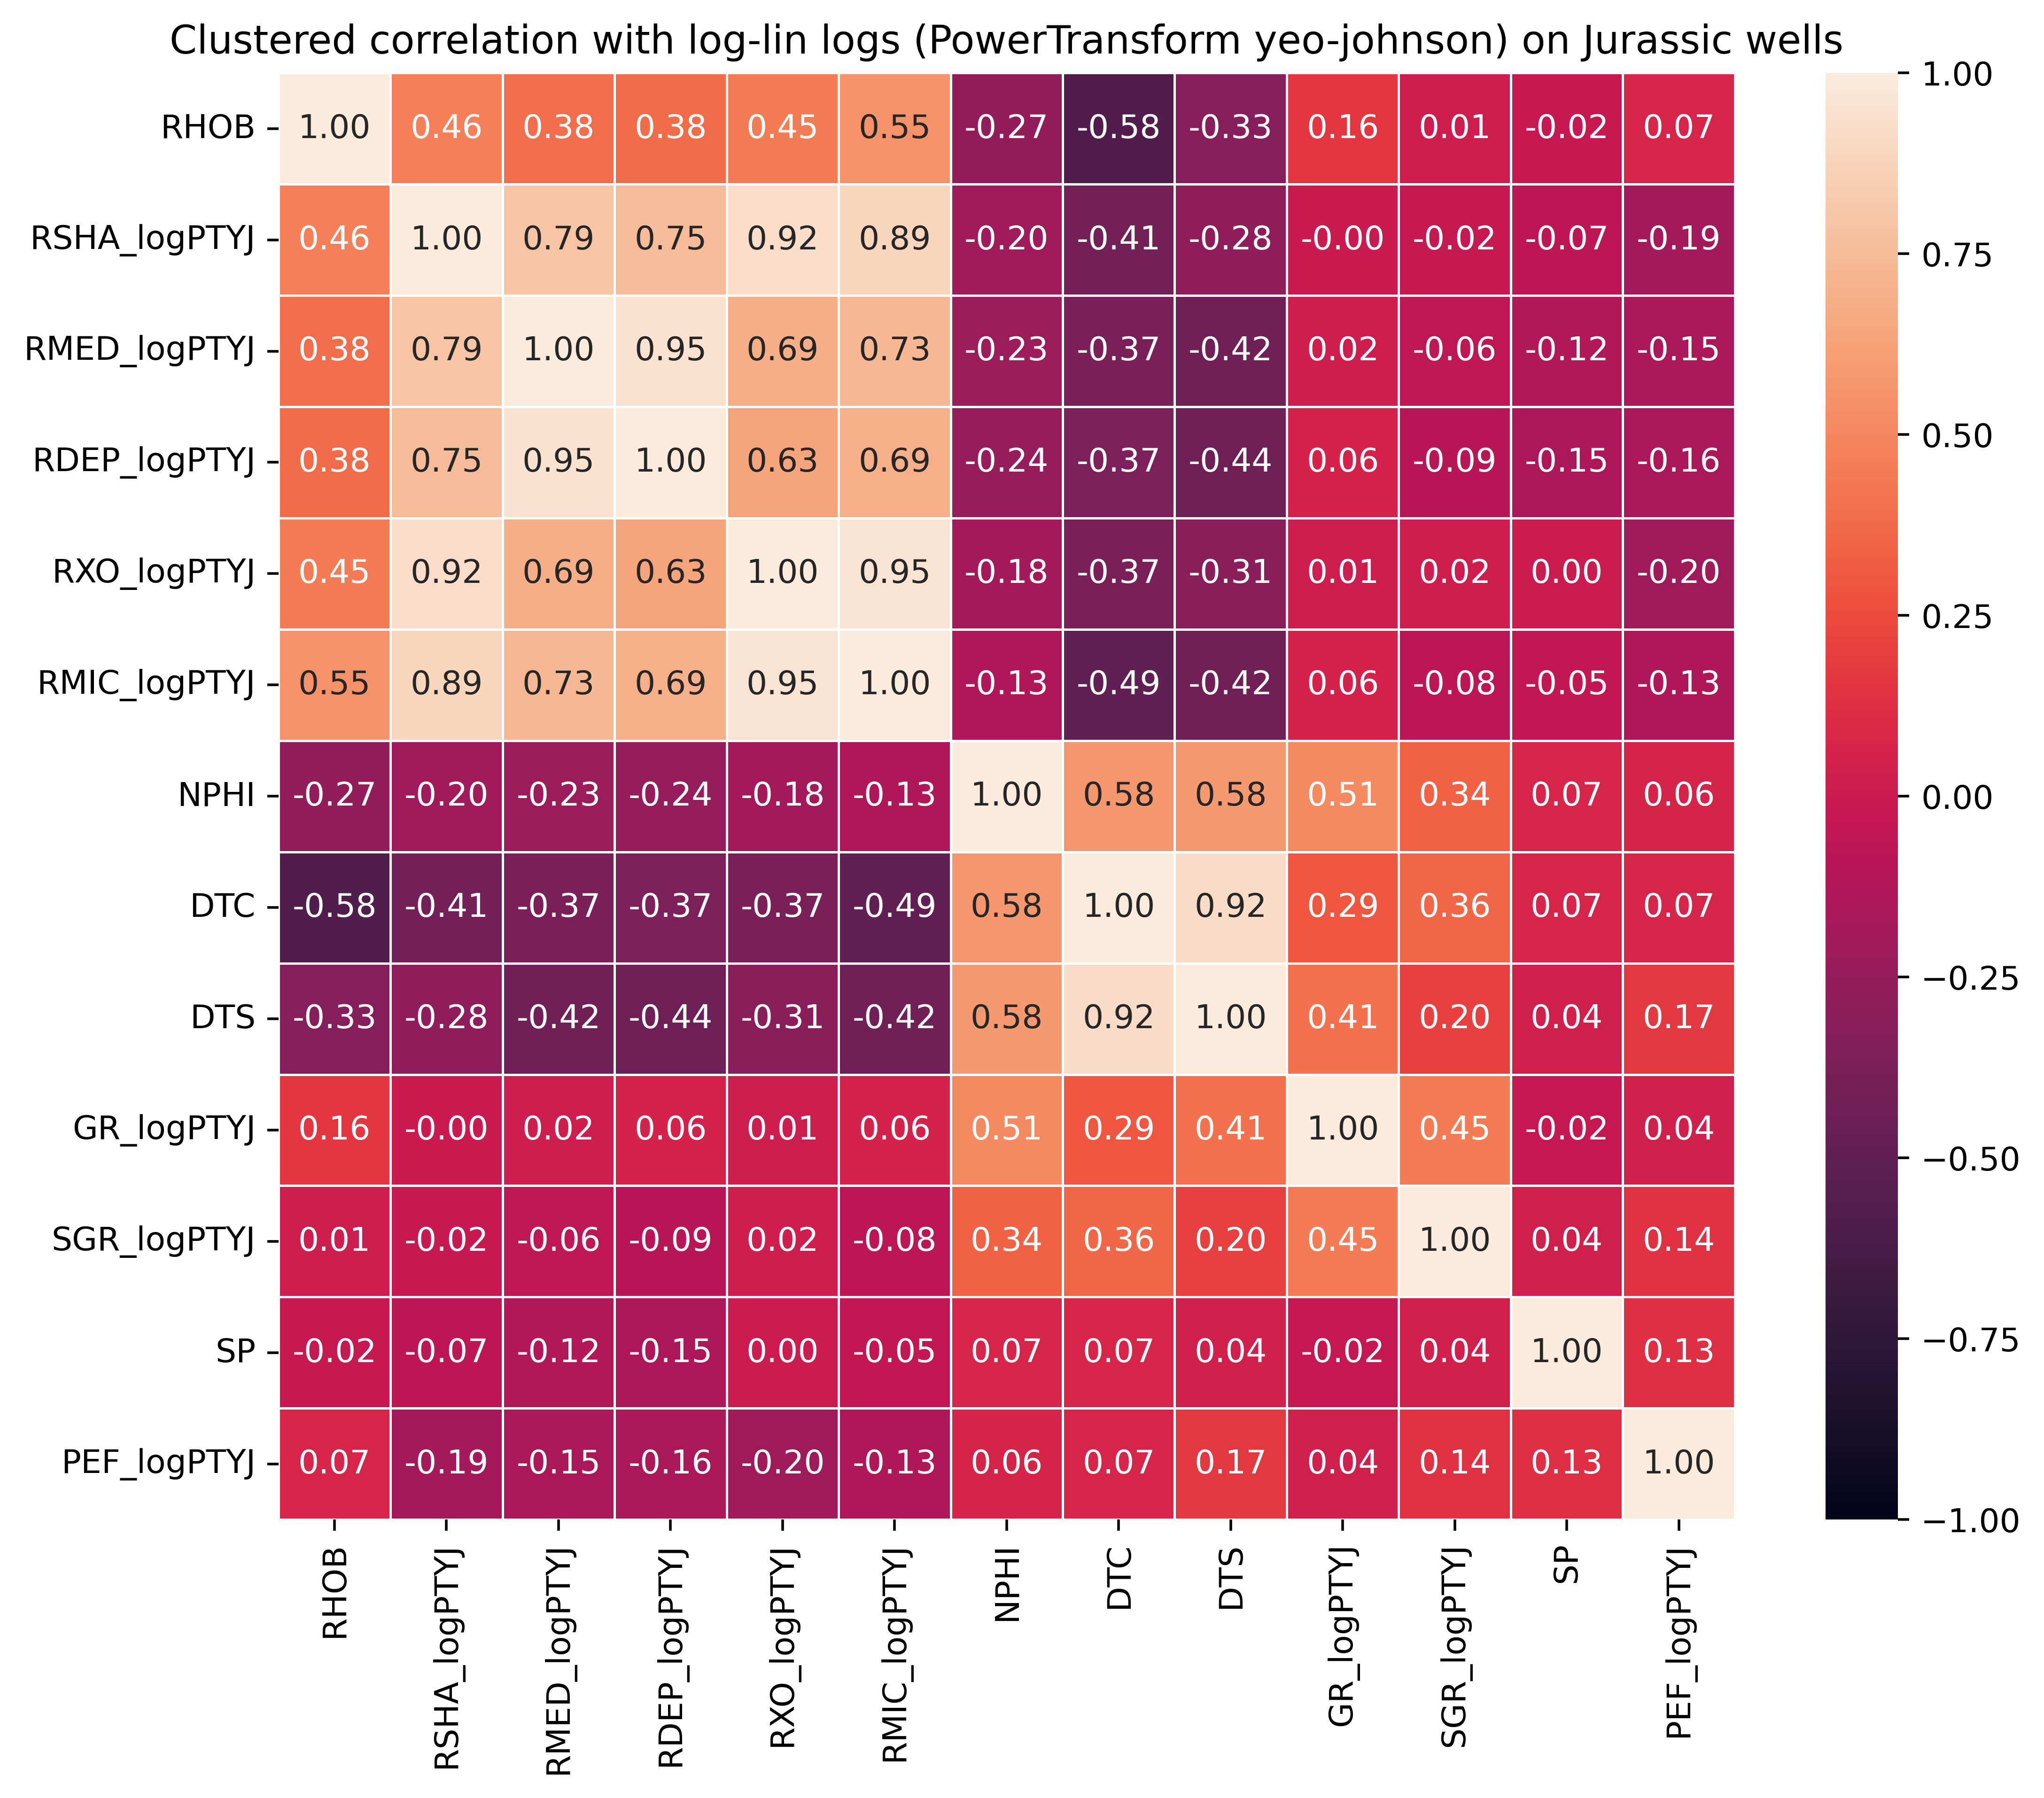 Clustered correlation with log-lin logs (PowerTransform yeo-johnson) on Jurassic wells
RHOB 1.00 0.46 0.38 0.38 0.45 0.55 -0.27 -0.58 -0.33 0.16 0.01 -0.02 0.07
RSHA_logPTYJ 0.46 1.00 0.79 0.75 0.92 0.89 -0.20 -0.41 -0.28 -0.00 -0.02 -0.07 -0.19
RMED_logPTYJ 0.38 0.79 1.00 0.95 0.69 0.73 -0.23 -0.37 -0.42 0.02 -0.06 -0.12 -0.15
RDEP_logPTYJ 0.38 0.75 0.95 1.00 0.63 0.69 -0.24 -0.37 -0.44 0.06 -0.09 -0.15 -0.16
RXO_logPTYJ 0.45 0.92 0.69 0.63 1.00 0.95 -0.18 -0.37 -0.31 0.01 0.02 0.00 -0.20
RMIC_logPTYJ 0.55 0.89 0.73 0.69 0.95 1.00 -0.13 -0.49 -0.42 0.06 -0.08 -0.05 -0.13
NPHI -0.27 -0.20 -0.23 -0.24 -0.18 -0.13 1.00 0.58 0.58 0.51 0.34 0.07 0.06
DTC -0.58 -0.41 -0.37 -0.37 -0.37 -0.49 0.58 1.00 0.92 0.29 0.36 0.07 0.07
DTS -0.33 -0.28 -0.42 -0.44 -0.31 -0.42 0.58 0.92 1.00 0.41 0.20 0.04 0.17
GR_logPTYJ 0.16 -0.00 0.02 0.06 0.01 0.06 0.51 0.29 0.41 1.00 0.45 -0.02 0.04
SGR_logPTYJ 0.01 -0.02 -0.06 -0.09 0.02 -0.08 0.34 0.36 0.20 0.45 1.00 0.04 0.14
SP -0.02 -0.07 -0.12 -0.15 0.00 -0.05 0.07 0.07 0.04 -0.02 0.04 1.00 0.13
PEF_logPTYJ 0.07 -0.19 -0.15 -0.16 -0.20 -0.13 0.06 0.07 0.17 0.04 0.14 0.13 1.00
RHOB
RSHA_logPTYJ
RMED_logPTYJ
RDEP_logPTYJ
RXO_logPTYJ
RMIC_logPTYJ
NPHI
DTC
DTS
GR_logPTYJ
SGR_logPTYJ
SP
PEF_logPTYJ
1.00
0.75
0.50
0.25
0.00
−0.25
−0.50
−0.75
−1.00